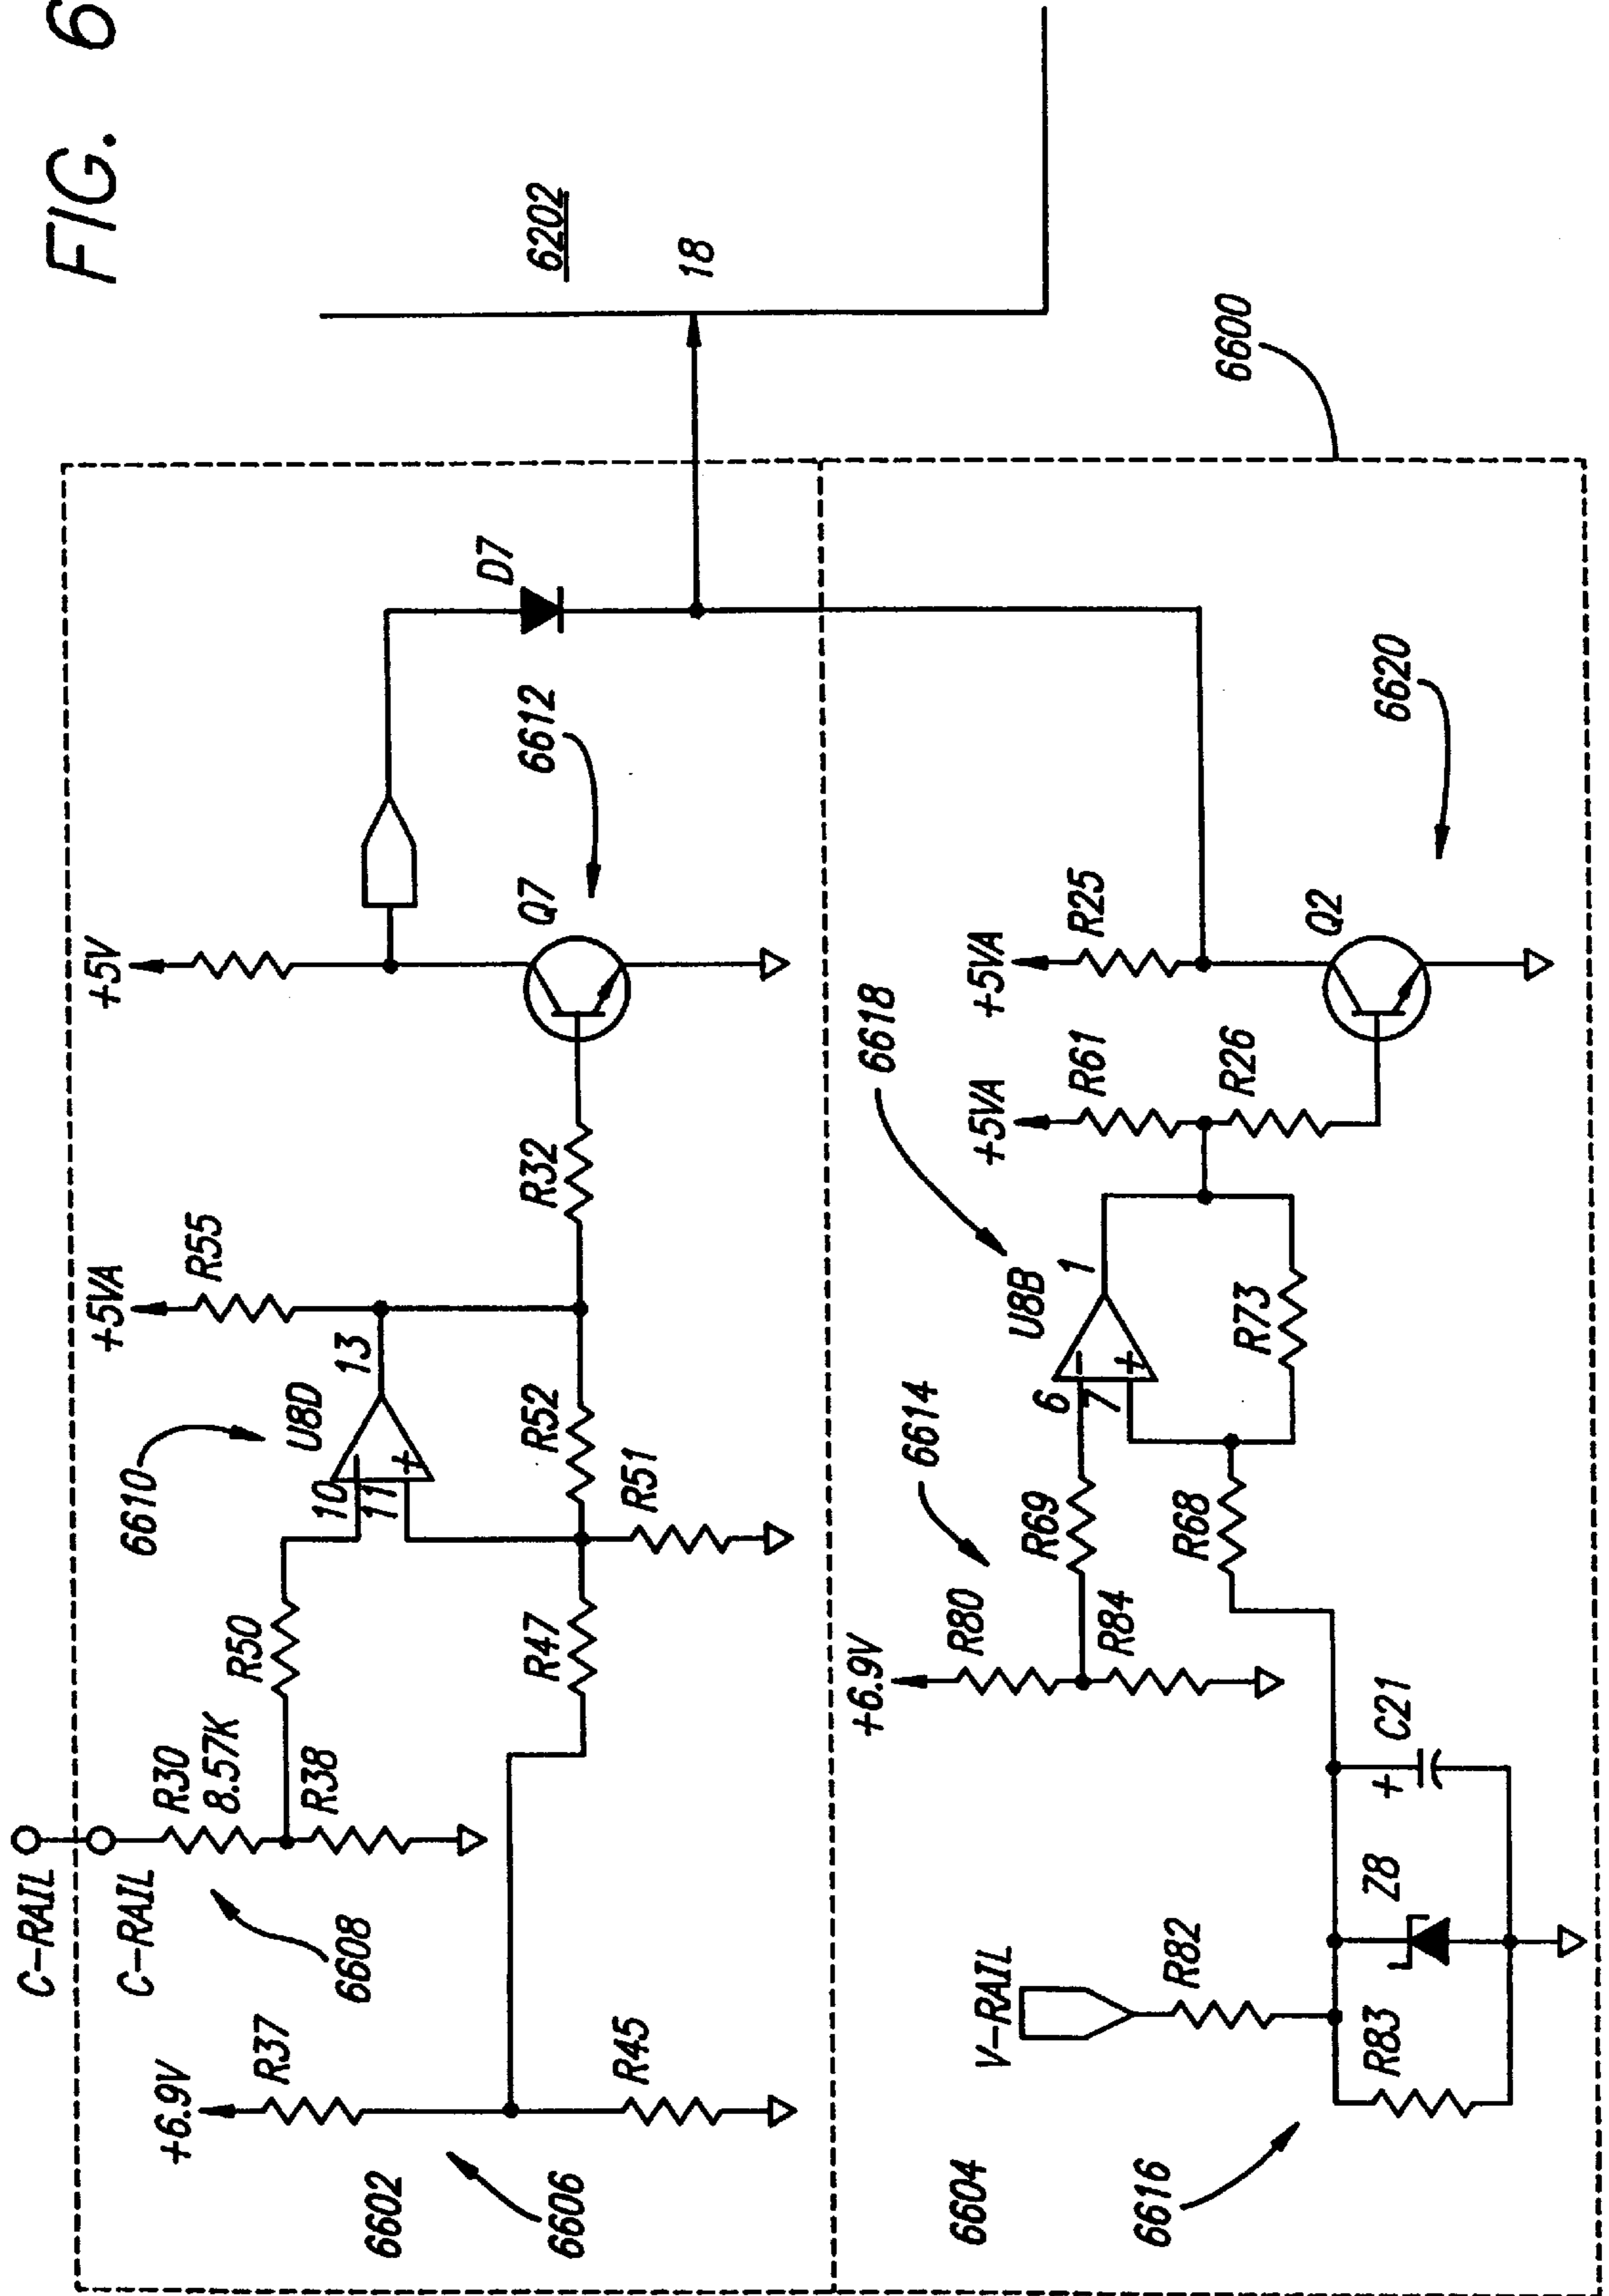 FIG. 6
6202
18
6600
+5V
D7
6612
Q7
+5VA
R55
R32
6610
U8D
13
10
11
R52
R51
R50
R47
C-RAIL
C-RAIL
R30
8.57K
R38
6608
+6.9V
R37
R45
6602
6606
+5VA
R25
6620
Q2
6618
+5VA
R61
R26
U8B
1
6
7
R73
6614
R69
R68
+6.9V
R80
R84
C21
+
Z8
V-RAIL
R82
R83
6604
6616